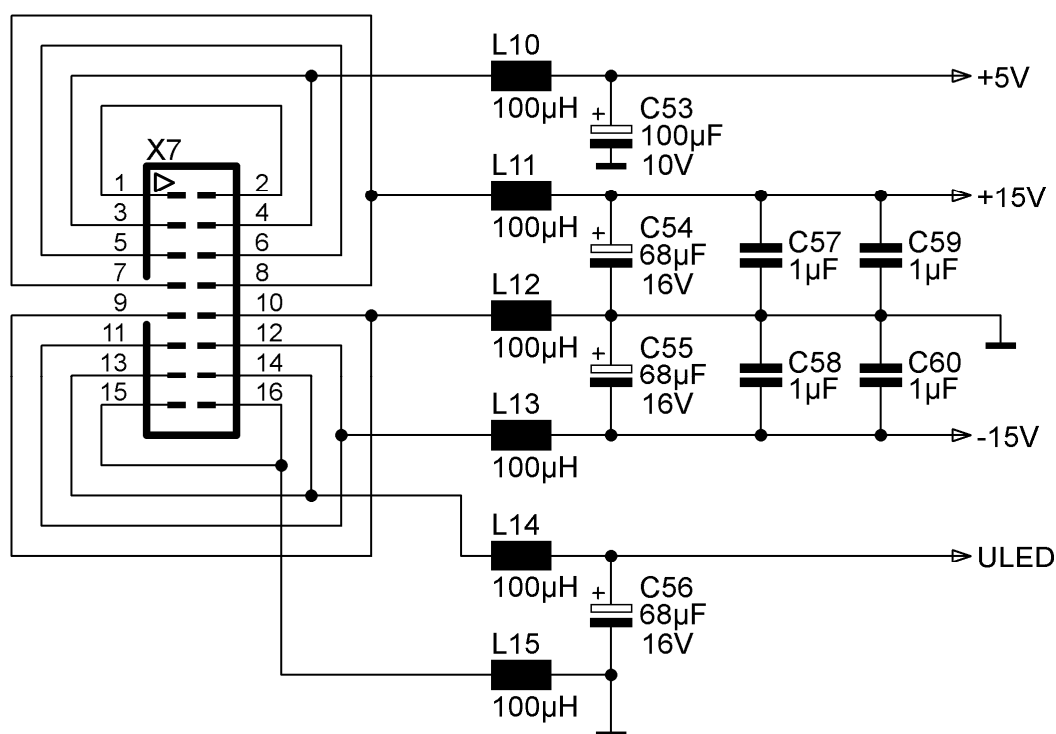 L10
100µH
+5V
+
C53
100µF
10V
X7
1
2
3
4
5
6
7
8
9
10
11
12
13
14
15
16
L11
100µH
+15V
+
C54
68µF
16V
C57
1µF
C59
1µF
L12
100µH
+
C55
68µF
16V
C58
1µF
C60
1µF
L13
100µH
-15V
L14
100µH
ULED
+
C56
68µF
16V
L15
100µH